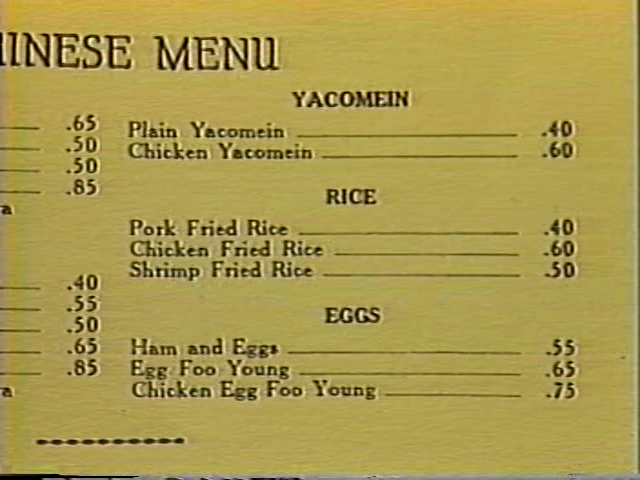 HINESE MENU
.65
.50
.50
.85
a
.40
.55
.50
.65
.85
a
YACOMEIN
Plain Yacomein .40
Chicken Yacomein .60
RICE
Pork Fried Rice .40
Chicken Fried Rice .60
Shrimp Fried Rice .50
EGGS
Ham and Eggs .55
Egg Foo Young .65
Chicken Egg Foo Young .75